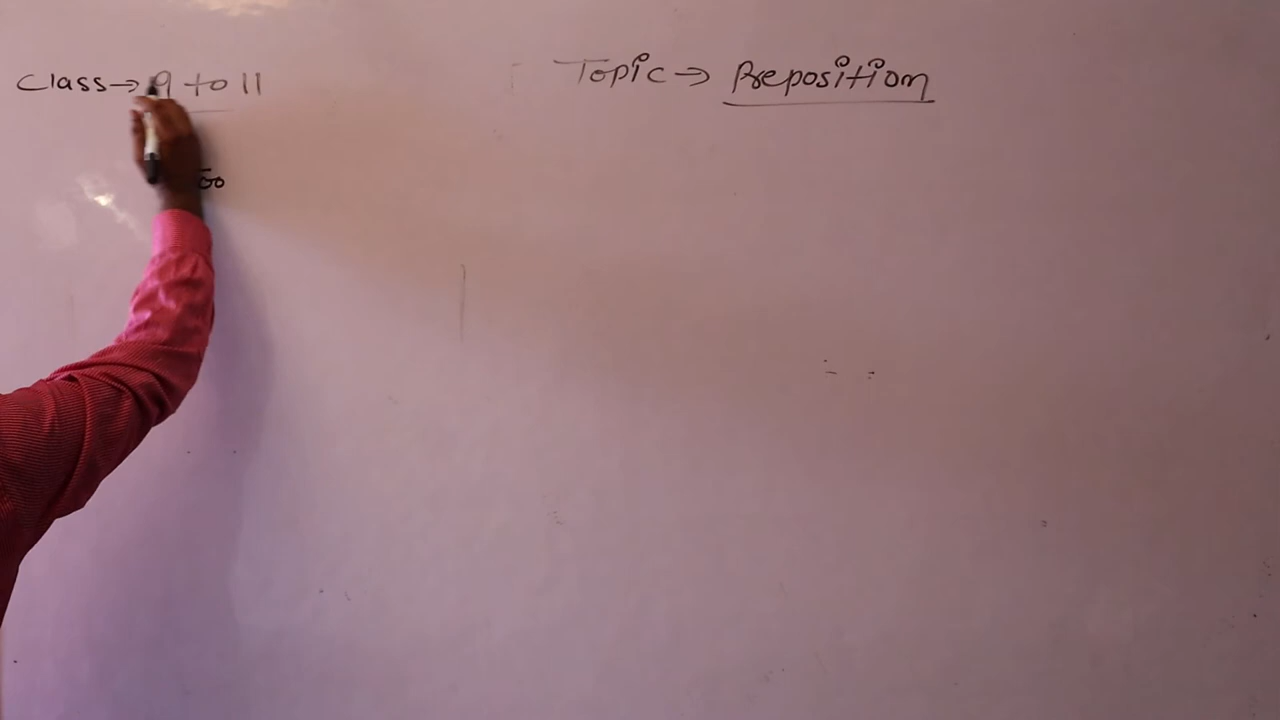 Class → 9 to 11
Topic → Preposition